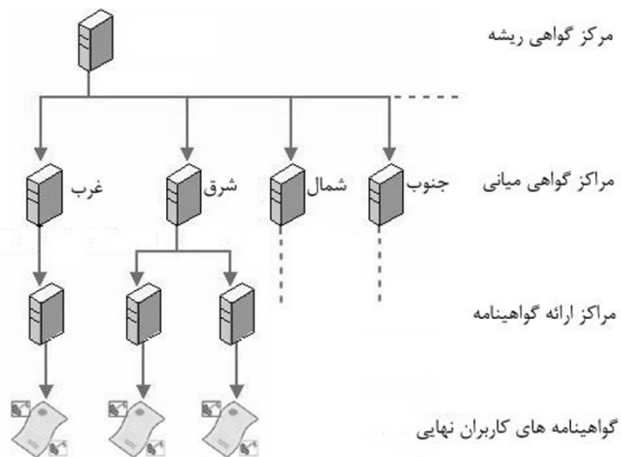 مرکز گواهی ریشه
مراکز گواهی میانی
جنوب
شمال
شرق
غرب
مراکز ارائه گواهینامه
گواهینامه های کاربران نهایی